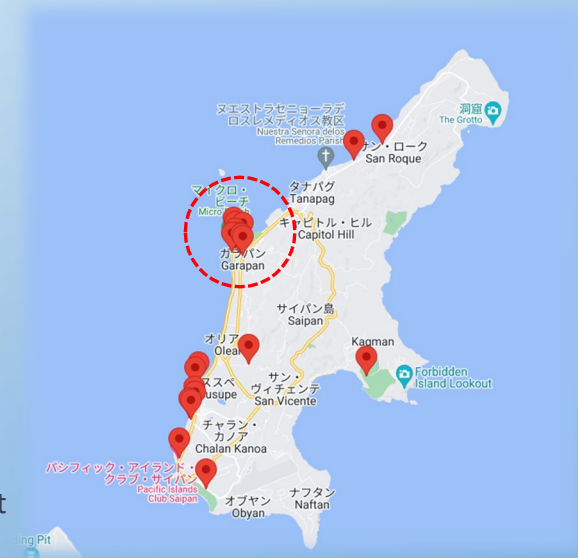 洞窟
The Grotto
ヌエストラセニョーラデ
ロスレメディオス教区
Nuestra Senora delos
Remedios Parish
サン・ローク
San Roque
タナパグ
Tanapag
マイクロ・
ビーチ
Micro
キャピトル・ヒル
Capitol Hill
ガラパン
Garapan
サイパン島
Saipan
オリア
Kagman
Forbidden
Island Lookout
サン・
ヴィチェンテ
San Vicente
ススペ
usupe
チャラン・
カノア
Chalan Kanoa
パシフィック・アイランド・
クラブ・サイパン
Pacific Islands
Club Saipan
オブヤン
Obyan
ナフタン
Naftan
t
ing Pit